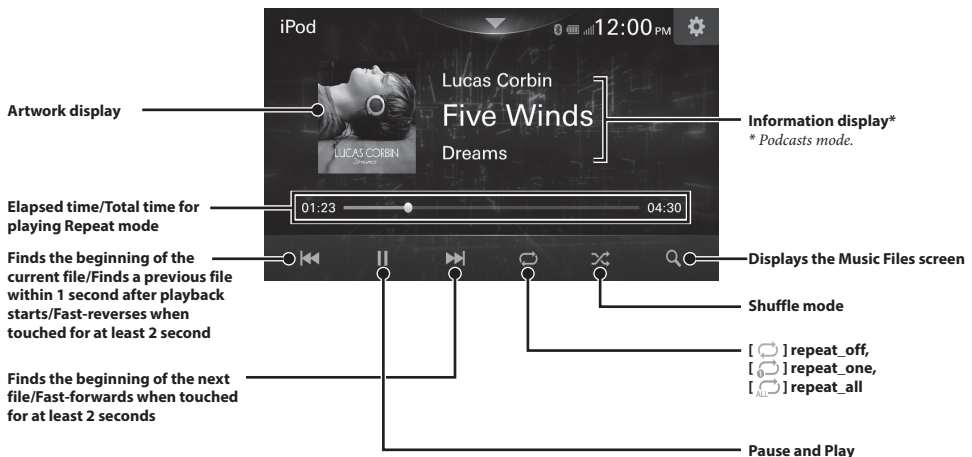 iPod
12:00 PM
Lucas Corbin
Five Winds
Dreams
LUCAS CORBIN
Dreams
01:23
04:30
Artwork display
Elapsed time/Total time for
playing Repeat mode
Finds the beginning of the
current file/Finds a previous file
within 1 second after playback
starts/Fast-reverses when
touched for at least 2 second
Finds the beginning of the next
file/Fast-forwards when touched
for at least 2 seconds
Information display*
* Podcasts mode.
Displays the Music Files screen
Shuffle mode
[ ] repeat_off,
[ 1 ] repeat_one,
[ ALL ] repeat_all
Pause and Play